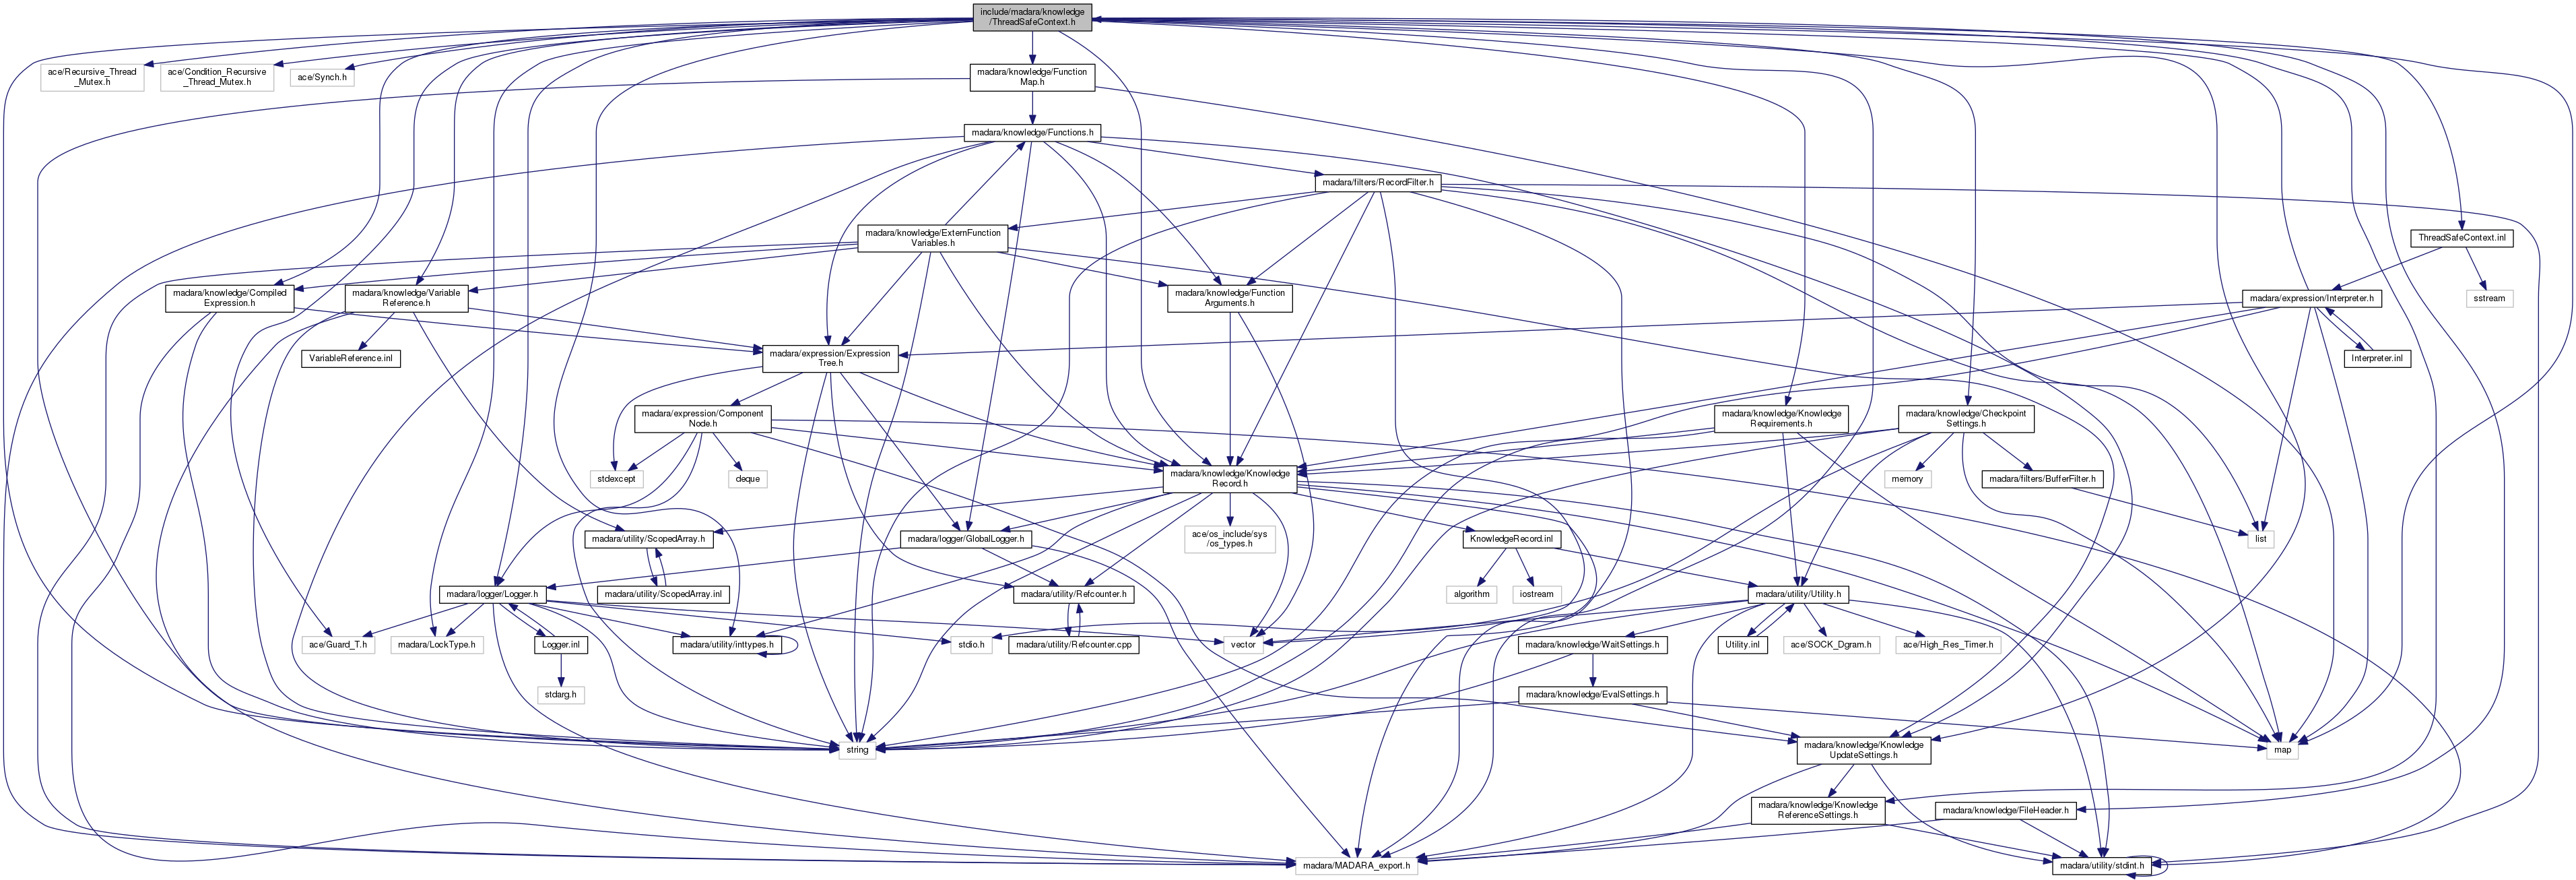 include/madara/knowledge
/ThreadSafeContext.h
ace/Recursive_Thread
_Mutex.h
ace/Condition_Recursive
_Thread_Mutex.h
ace/Synch.h
madara/knowledge/Function
Map.h
madara/knowledge/Functions.h
madara/filters/RecordFilter.h
madara/knowledge/ExternFunction
Variables.h
ThreadSafeContext.inl
madara/knowledge/Compiled
Expression.h
madara/knowledge/Variable
Reference.h
madara/knowledge/Function
Arguments.h
madara/expression/Interpreter.h
sstream
VariableReference.inl
madara/expression/Expression
Tree.h
Interpreter.inl
madara/expression/Component
Node.h
madara/knowledge/Knowledge
Requirements.h
madara/knowledge/Checkpoint
Settings.h
stdexcept
deque
madara/knowledge/Knowledge
Record.h
memory
madara/filters/BufferFilter.h
madara/utility/ScopedArray.h
madara/logger/GlobalLogger.h
ace/os_include/sys
/os_types.h
KnowledgeRecord.inl
list
madara/logger/Logger.h
madara/utility/ScopedArray.inl
madara/utility/Refcounter.h
algorithm
iostream
madara/utility/Utility.h
ace/Guard_T.h
madara/LockType.h
Logger.inl
madara/utility/inttypes.h
stdio.h
madara/utility/Refcounter.cpp
vector
madara/knowledge/WaitSettings.h
Utility.inl
ace/SOCK_Dgram.h
ace/High_Res_Timer.h
stdarg.h
madara/knowledge/EvalSettings.h
string
madara/knowledge/Knowledge
UpdateSettings.h
map
madara/knowledge/Knowledge
ReferenceSettings.h
madara/knowledge/FileHeader.h
madara/MADARA_export.h
madara/utility/stdint.h